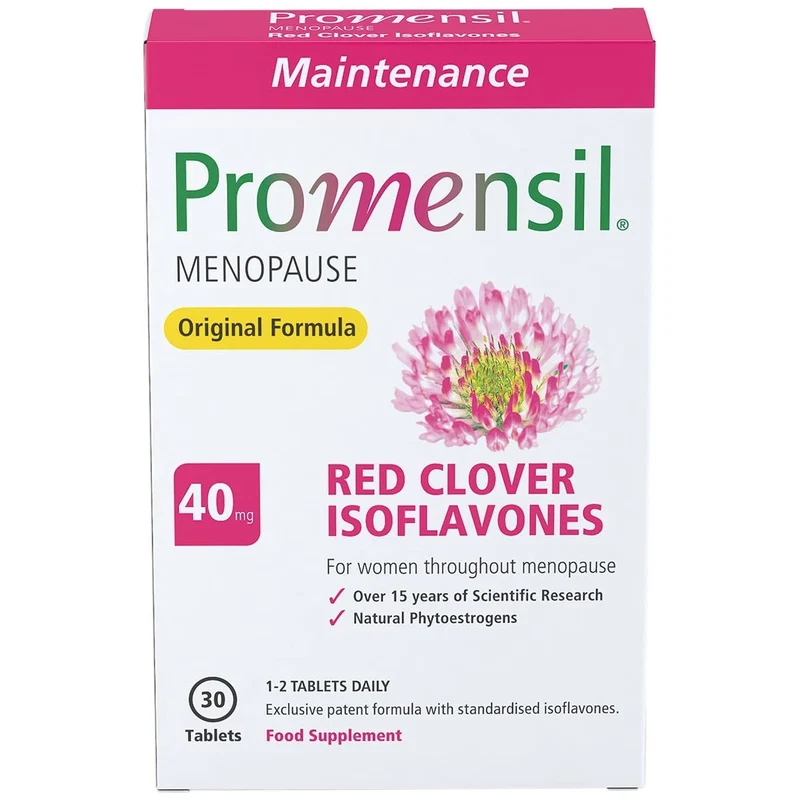 Promensil
MENOPAUSE
Red Clover Isoflavones
Maintenance
Promensil®
MENOPAUSE
Original Formula
40mg
RED CLOVER
ISOFLAVONES
For women throughout menopause
✓ Over 15 years of Scientific Research
✓ Natural Phytoestrogens
30
Tablets
1-2 TABLETS DAILY
Exclusive patent formula with standardised isoflavones.
Food Supplement